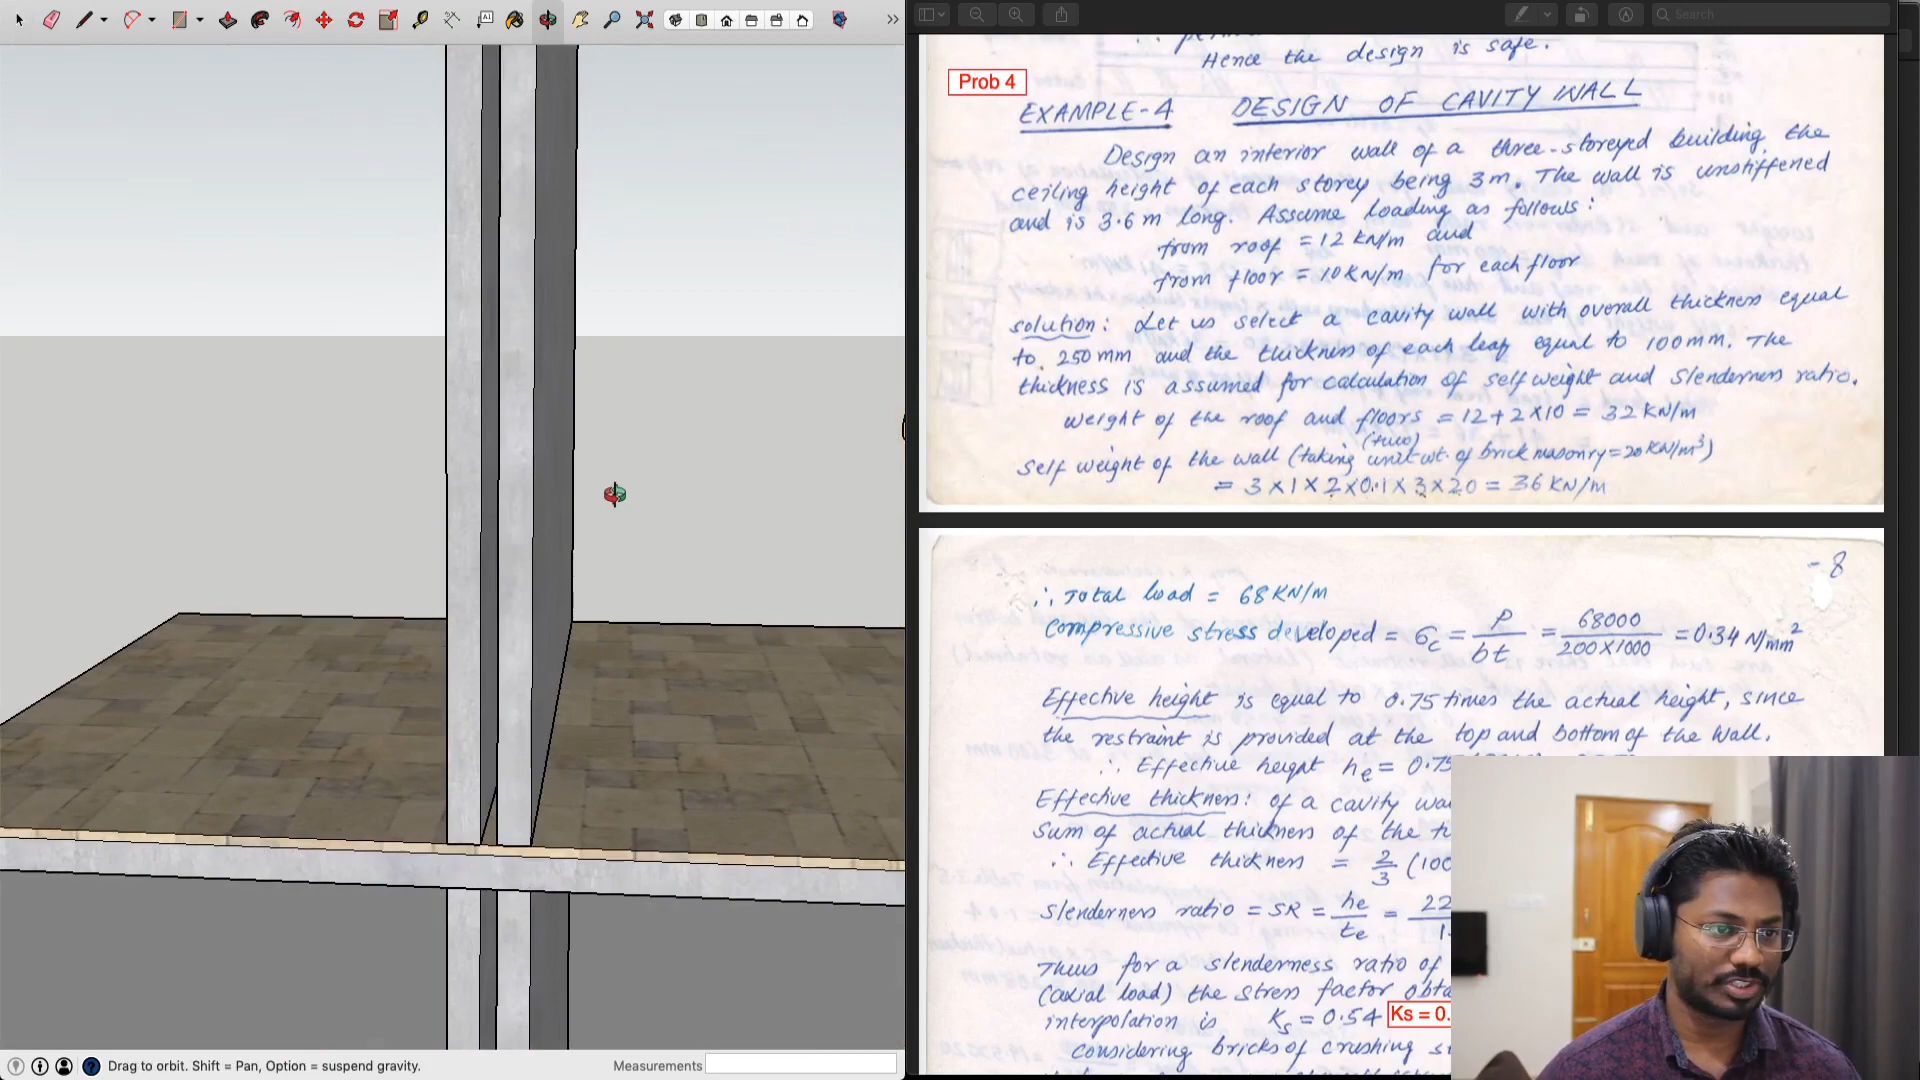 Search
Hence the design is safe.
Prob 4
EXAMPLE-4 DESIGN OF CAVITY WALL
Design an interior wall of a three-storeyed building, the
ceiling height of each storey being 3m. The wall is unstiffened
and is 3.6 m long. Assume loading as follows:
from roof = 12 KN/m and
from floor = 10 KN/m for each floor
solution: Let us select a cavity wall with overall thickness equal
to 250 mm and the thickness of each leaf equal to 100mm. The
thickness is assumed for calculation of self weight and slenderness ratio.
weight of the roof and floors = 12+2×10 = 32 KN/m
(two)
Self weight of the wall (taking unit wt. of brick masonry = 20 KN/m³)
= 3×1×2×0.1×3×20 = 36 KN/m
- 8
∴ Total load = 68 KN/m
Compressive stress developed = σc = P/bt = 68000/200×1000 = 0.34 N/mm²
Effective height is equal to 0.75 times the actual height, since
the restraint is provided at the top and bottom of the wall.
∴ Effective height he = 0.75
Effective thickness: of a cavity wa
Sum of actual thickness of the t
∴ Effective thickness = 2/3 (100
Slenderness ratio = SR = he/te = 22
1.
Thus for a slenderness ratio of
(axial load) the stress factor obta
interpolation is Ks = 0.54 Ks = 0.
Considering bricks of crushing s
Drag to orbit. Shift = Pan, Option = suspend gravity.
Measurements